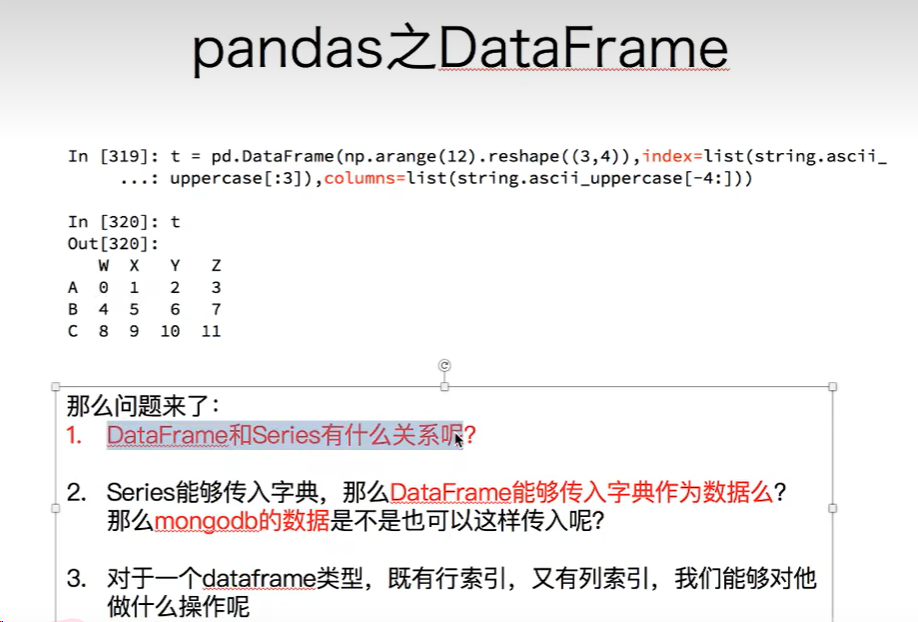 pandas之DataFrame
In [319]: t = pd.DataFrame(np.arange(12).reshape((3,4)),index=list(string.ascii_
...: uppercase[:3]),columns=list(string.ascii_uppercase[-4:]))
In [320]: t
Out[320]:
W X Y Z
A 0 1 2 3
B 4 5 6 7
C 8 9 10 11
那么问题来了：
1. DataFrame和Series有什么关系呢?
2. Series能够传入字典，那么DataFrame能够传入字典作为数据么?
那么mongodb的数据是不是也可以这样传入呢?
3. 对于一个dataframe类型，既有行索引，又有列索引，我们能够对他
做什么操作呢